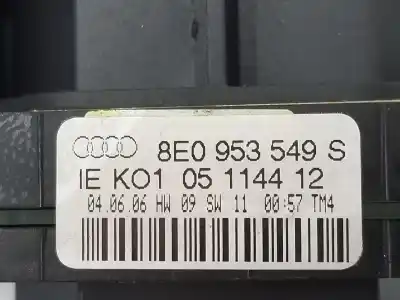 8E0 953 549 S
IE KO1 05 1144 12
04.06.06 HW 09 SW 11 00:57 TM4